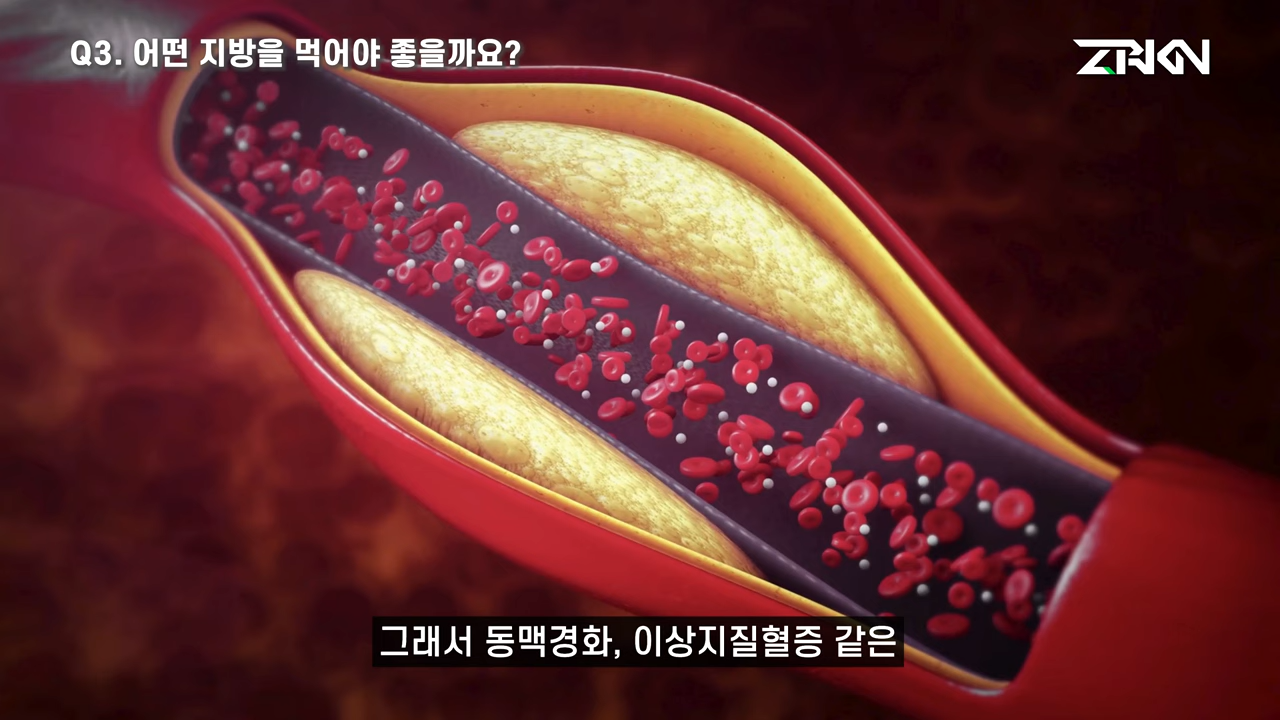 Q3. 어떤 지방을 먹어야 좋을까요?
ZRKN
그래서 동맥경화, 이상지질혈증 같은